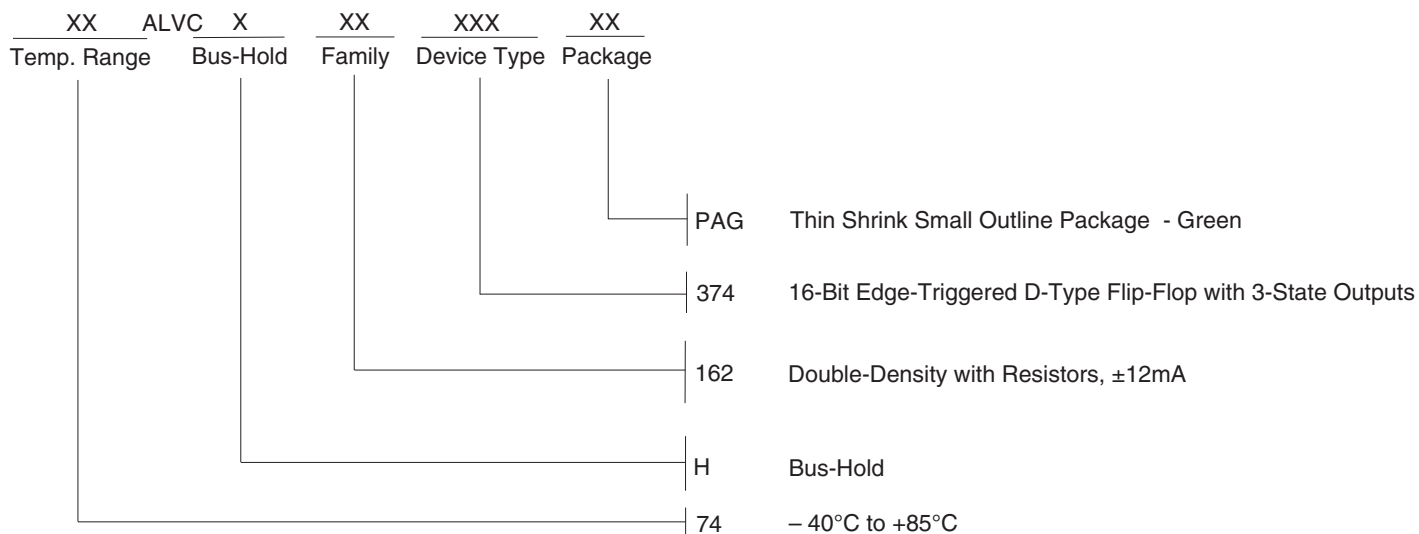 XX ALVC X XX XXX XX
Temp. Range Bus-Hold Family Device Type Package
PAG Thin Shrink Small Outline Package - Green
374 16-Bit Edge-Triggered D-Type Flip-Flop with 3-State Outputs
162 Double-Density with Resistors, ±12mA
H Bus-Hold
74 – 40°C to +85°C